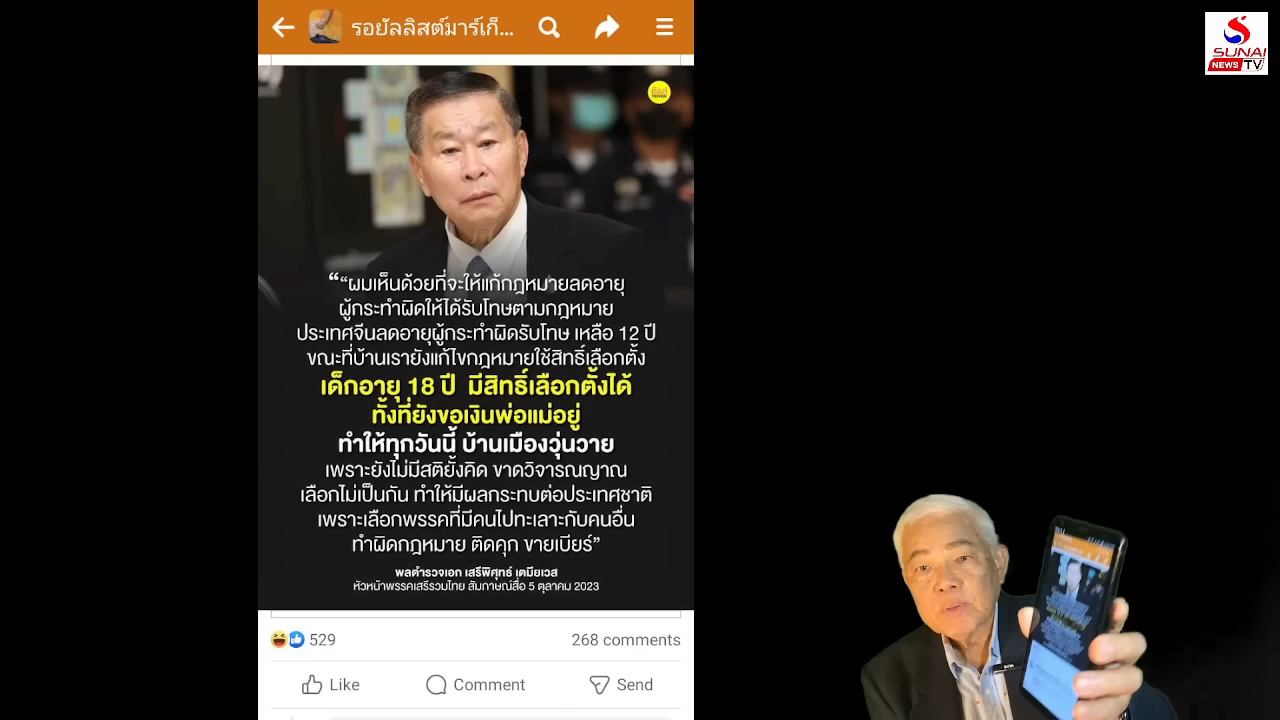 รอยัลลิสต์มาร์เก็...
SUNAI
NEWS TV
““ผมเห็นด้วยที่จะให้แก้กฎหมายลดอายุ
ผู้กระทำผิดให้ได้รับโทษตามกฎหมาย
ประเทศจีนลดอายุผู้กระทำผิดรับโทษ เหลือ 12 ปี
ขณะที่บ้านเรายังแก้ไขกฎหมายใช้สิทธิ์เลือกตั้ง
เด็กอายุ 18 ปี มีสิทธิ์เลือกตั้งได้
ทั้งที่ยังขอเงินพ่อแม่อยู่
ทำให้ทุกวันนี้ บ้านเมืองวุ่นวาย
เพราะยังไม่มีสติยั้งคิด ขาดวิจารณญาณ
เลือกไม่เป็นกัน ทำให้มีผลกระทบต่อประเทศชาติ
เพราะเลือกพรรคที่มีคนไปทะเลาะกับคนอื่น
ทำผิดกฎหมาย ติดคุก ขายเบียร์”
พลตำรวจเอก เสรีพิศุทธ์ เตมียเวส
หัวหน้าพรรคเสรีรวมไทย สัมภาษณ์สื่อ 5 ตุลาคม 2023
529
268 comments
Like
Comment
Send